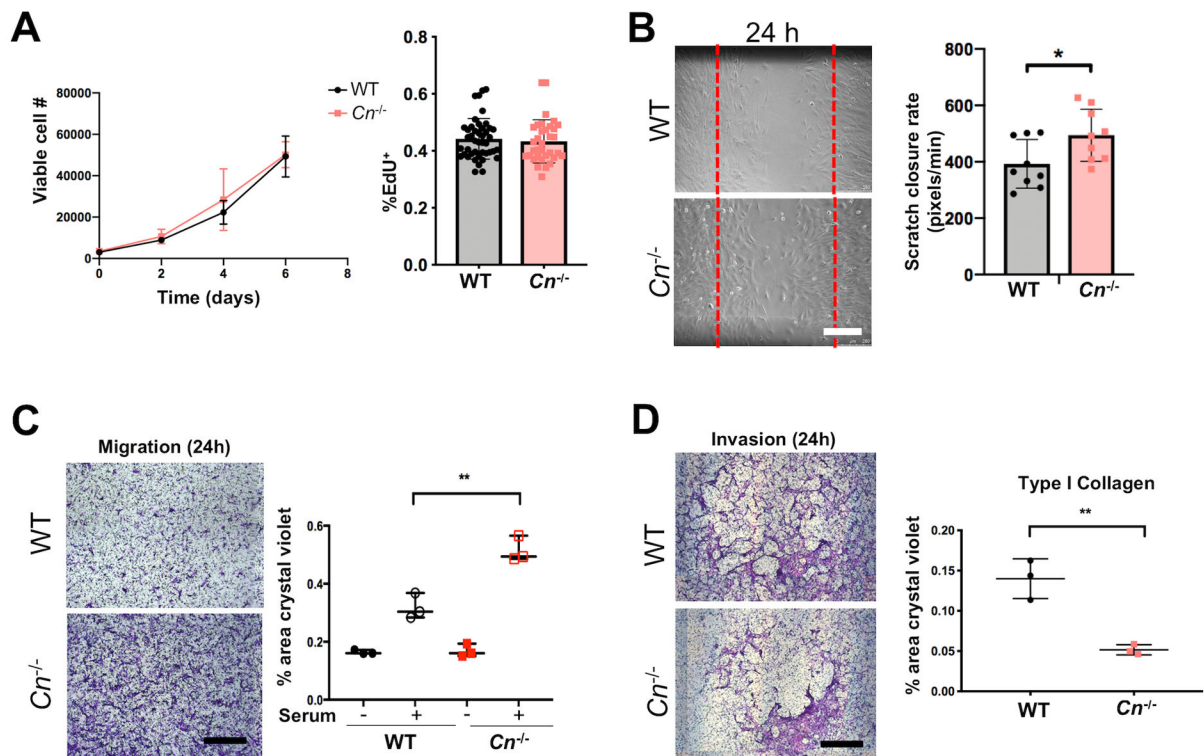 A
Viable cell #
80000
60000
40000
20000
0
0 2 4 6 8
Time (days)
WT
Cn-/-
%EdU+
0.8
0.6
0.4
0.2
0.0
WT Cn-/-
B
24 h
WT
Cn-/-
Scratch closure rate
(pixels/min)
800
600
400
200
0
*
WT Cn-/-
C
Migration (24h)
WT
Cn-/-
% area crystal violet
0.6
0.4
0.2
0.0
**
Serum - + - +
WT Cn-/-
D
Invasion (24h)
WT
Cn-/-
Type I Collagen
% area crystal violet
0.20
0.15
0.10
0.05
0.00
**
WT Cn-/-